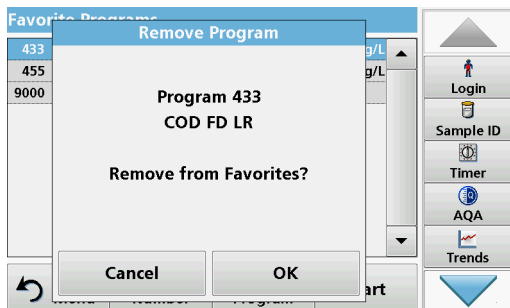 Favorite Programs
Remove Program
433
g/L
455
g/L
9000
Program 433
COD FD LR
Remove from Favorites?
Cancel
OK
Login
Sample ID
Timer
AQA
Trends